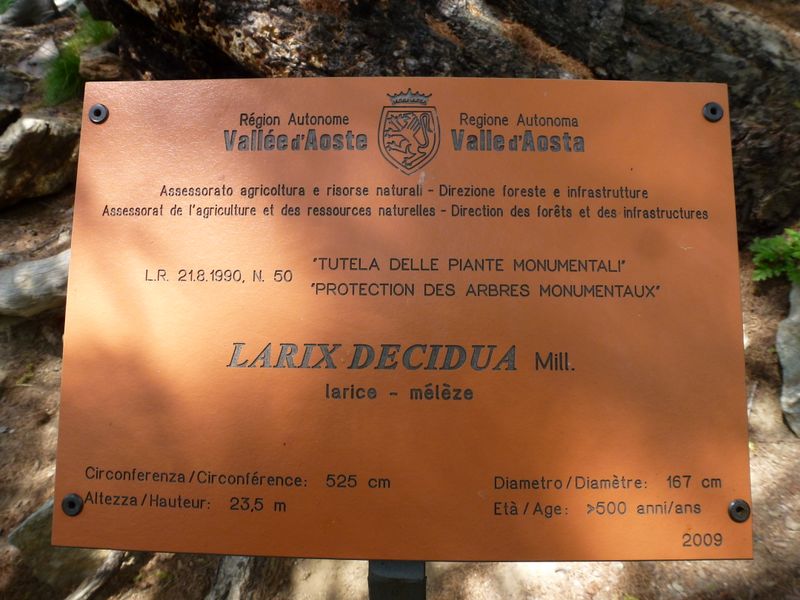 Région Autonome
Vallée d'Aoste
Regione Autonoma
Valle d'Aosta
Assessorato agricoltura e risorse naturali - Direzione foreste e infrastrutture
Assessorat de l'agriculture et des ressources naturelles - Direction des forêts et des infrastructures
L.R. 21.8.1990, N. 50
"TUTELA DELLE PIANTE MONUMENTALI"
"PROTECTION DES ARBRES MONUMENTAUX"
LARIX DECIDUA Mill.
larice - mélèze
Circonferenza/Circonférence: 525 cm
Altezza/Hauteur: 23,5 m
Diametro/Diamètre: 167 cm
Età/Age: >500 anni/ans
2009